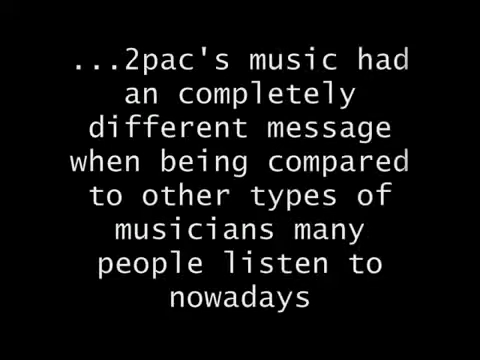 ...2pac's music had
an completely
different message
when being compared
to other types of
musicians many
people listen to
nowadays